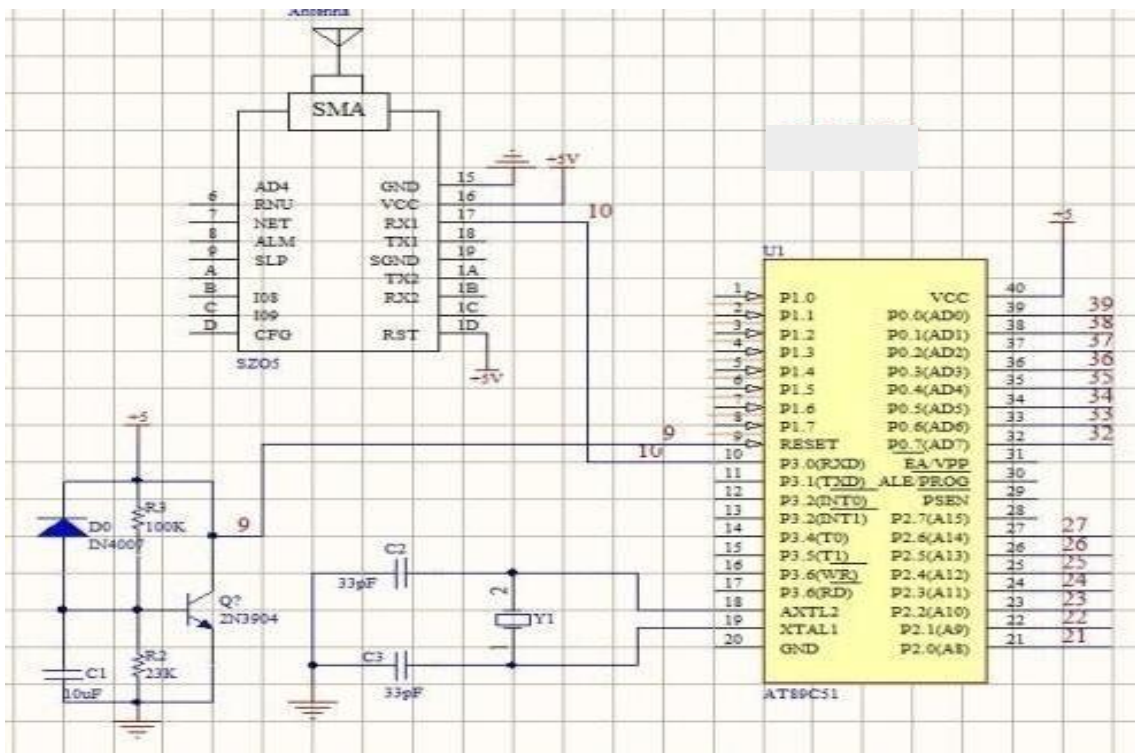 Antenna
SMA
+5V
AD4 GND 15
6 RNU VCC 16
7 NET RX1 17
8 ALM TX1 18
9 SLP SGND 19
A TX2 1A
B I08 RX2 1B
C I09 1C
D CFG RST 1D
SZO5
+5V
10
+5
U1
1 P1.0 VCC 40
2 P1.1 P0.0(AD0) 39 39
3 P1.2 P0.1(AD1) 38 38
4 P1.3 P0.2(AD2) 37 37
5 P1.4 P0.3(AD3) 36 36
6 P1.5 P0.4(AD4) 35 35
7 P1.6 P0.5(AD5) 34 34
8 P1.7 P0.6(AD6) 33 33
9 9 RESET P0.7(AD7) 32 32
10 10 P3.0(RXD) EA/VPP 31
11 P3.1(TXD) ALE/PROG 30
12 P3.2(INT0) PSEN 29
13 P3.2(INT1) P2.7(A15) 28
14 P3.4(T0) P2.6(A14) 27 27
15 P3.5(T1) P2.5(A13) 26 26
16 P3.6(WR) P2.4(A12) 25 25
17 P3.6(RD) P2.3(A11) 24 24
18 AXTL2 P2.2(A10) 23 23
19 XTAL1 P2.1(A9) 22 22
20 GND P2.0(A8) 21 21
AT89C51
+5
D0
IN4007
R3
100K
9
Q?
2N3904
C1
10uF
R2
23K
C2
33pF
2
Y1
1
C3
33pF